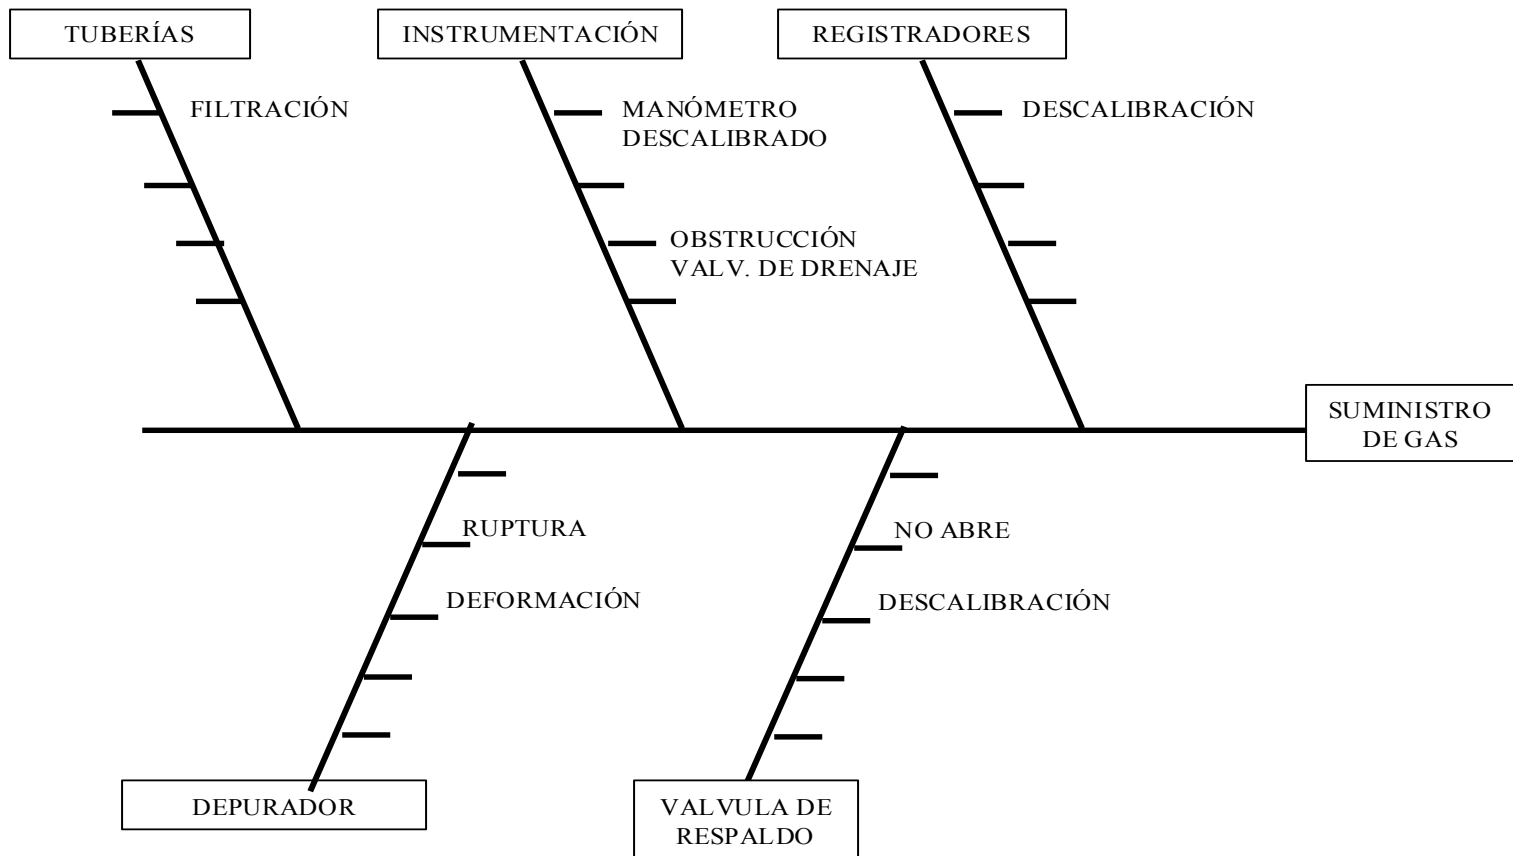 TUBERÍAS
INSTRUMENTACIÓN
REGISTRADORES
FILTRACIÓN
MANÓMETRO
DESCALIBRADO
DESCALIBRACIÓN
OBSTRUCCIÓN
VALV. DE DRENAJE
SUMINISTRO
DE GAS
RUPTURA
NO ABRE
DEFORMACIÓN
DESCALIBRACIÓN
DEPURADOR
VALVULA DE
RESPALDO